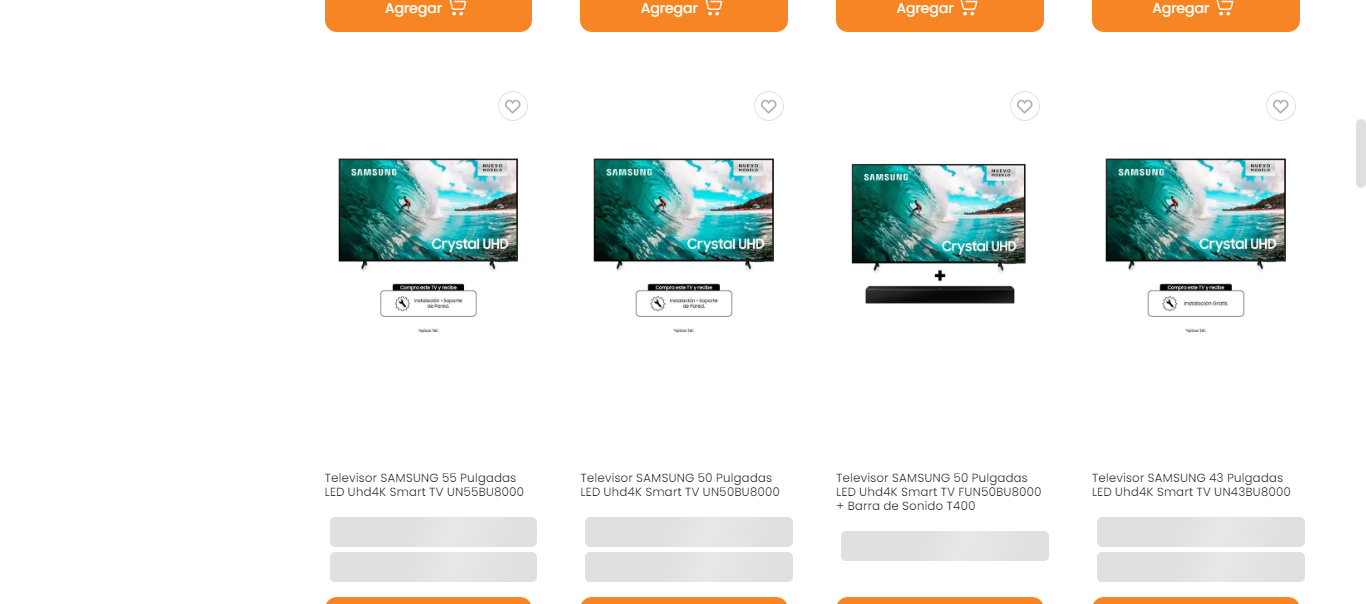 Agregar
Agregar
Agregar
Agregar
SAMSUNG
NUEVO
MODELO
Crystal UHD
Compra este TV y recibe
Instalación + Soporte
de Pared.
SAMSUNG
NUEVO
MODELO
Crystal UHD
Compra este TV y recibe
Instalación + Soporte
de Pared.
SAMSUNG
NUEVO
MODELO
Crystal UHD
+
SAMSUNG
NUEVO
MODELO
Crystal UHD
Compra este TV y recibe
Instalación Gratis
Televisor SAMSUNG 55 Pulgadas
LED Uhd4K Smart TV UN55BU8000
Televisor SAMSUNG 50 Pulgadas
LED Uhd4K Smart TV UN50BU8000
Televisor SAMSUNG 50 Pulgadas
LED Uhd4K Smart TV FUN50BU8000
+ Barra de Sonido T400
Televisor SAMSUNG 43 Pulgadas
LED Uhd4K Smart TV UN43BU8000